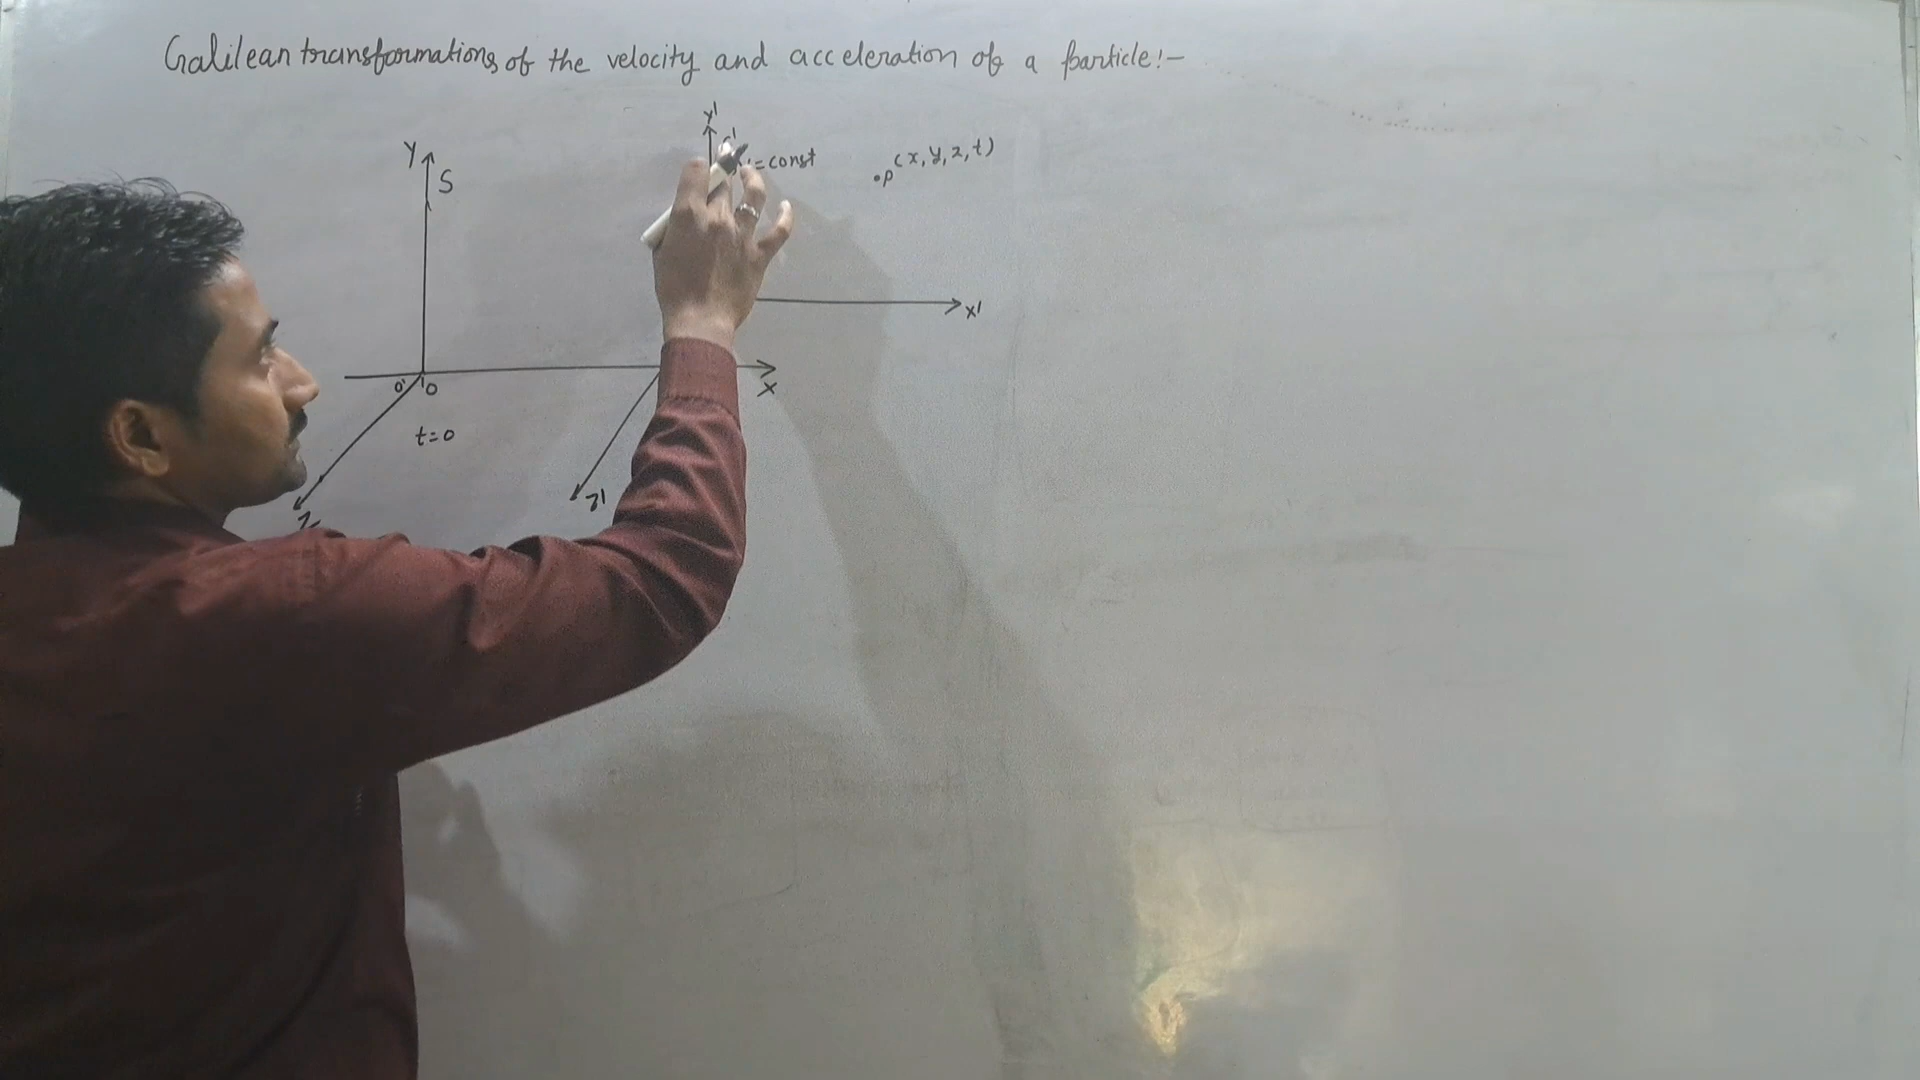 Galilean transformations of the velocity and acceleration of a particle:-
Y'
S'
Y
S
=const
.P(x,y,z,t)
X'
X
O' O
t=0
Z'
Z